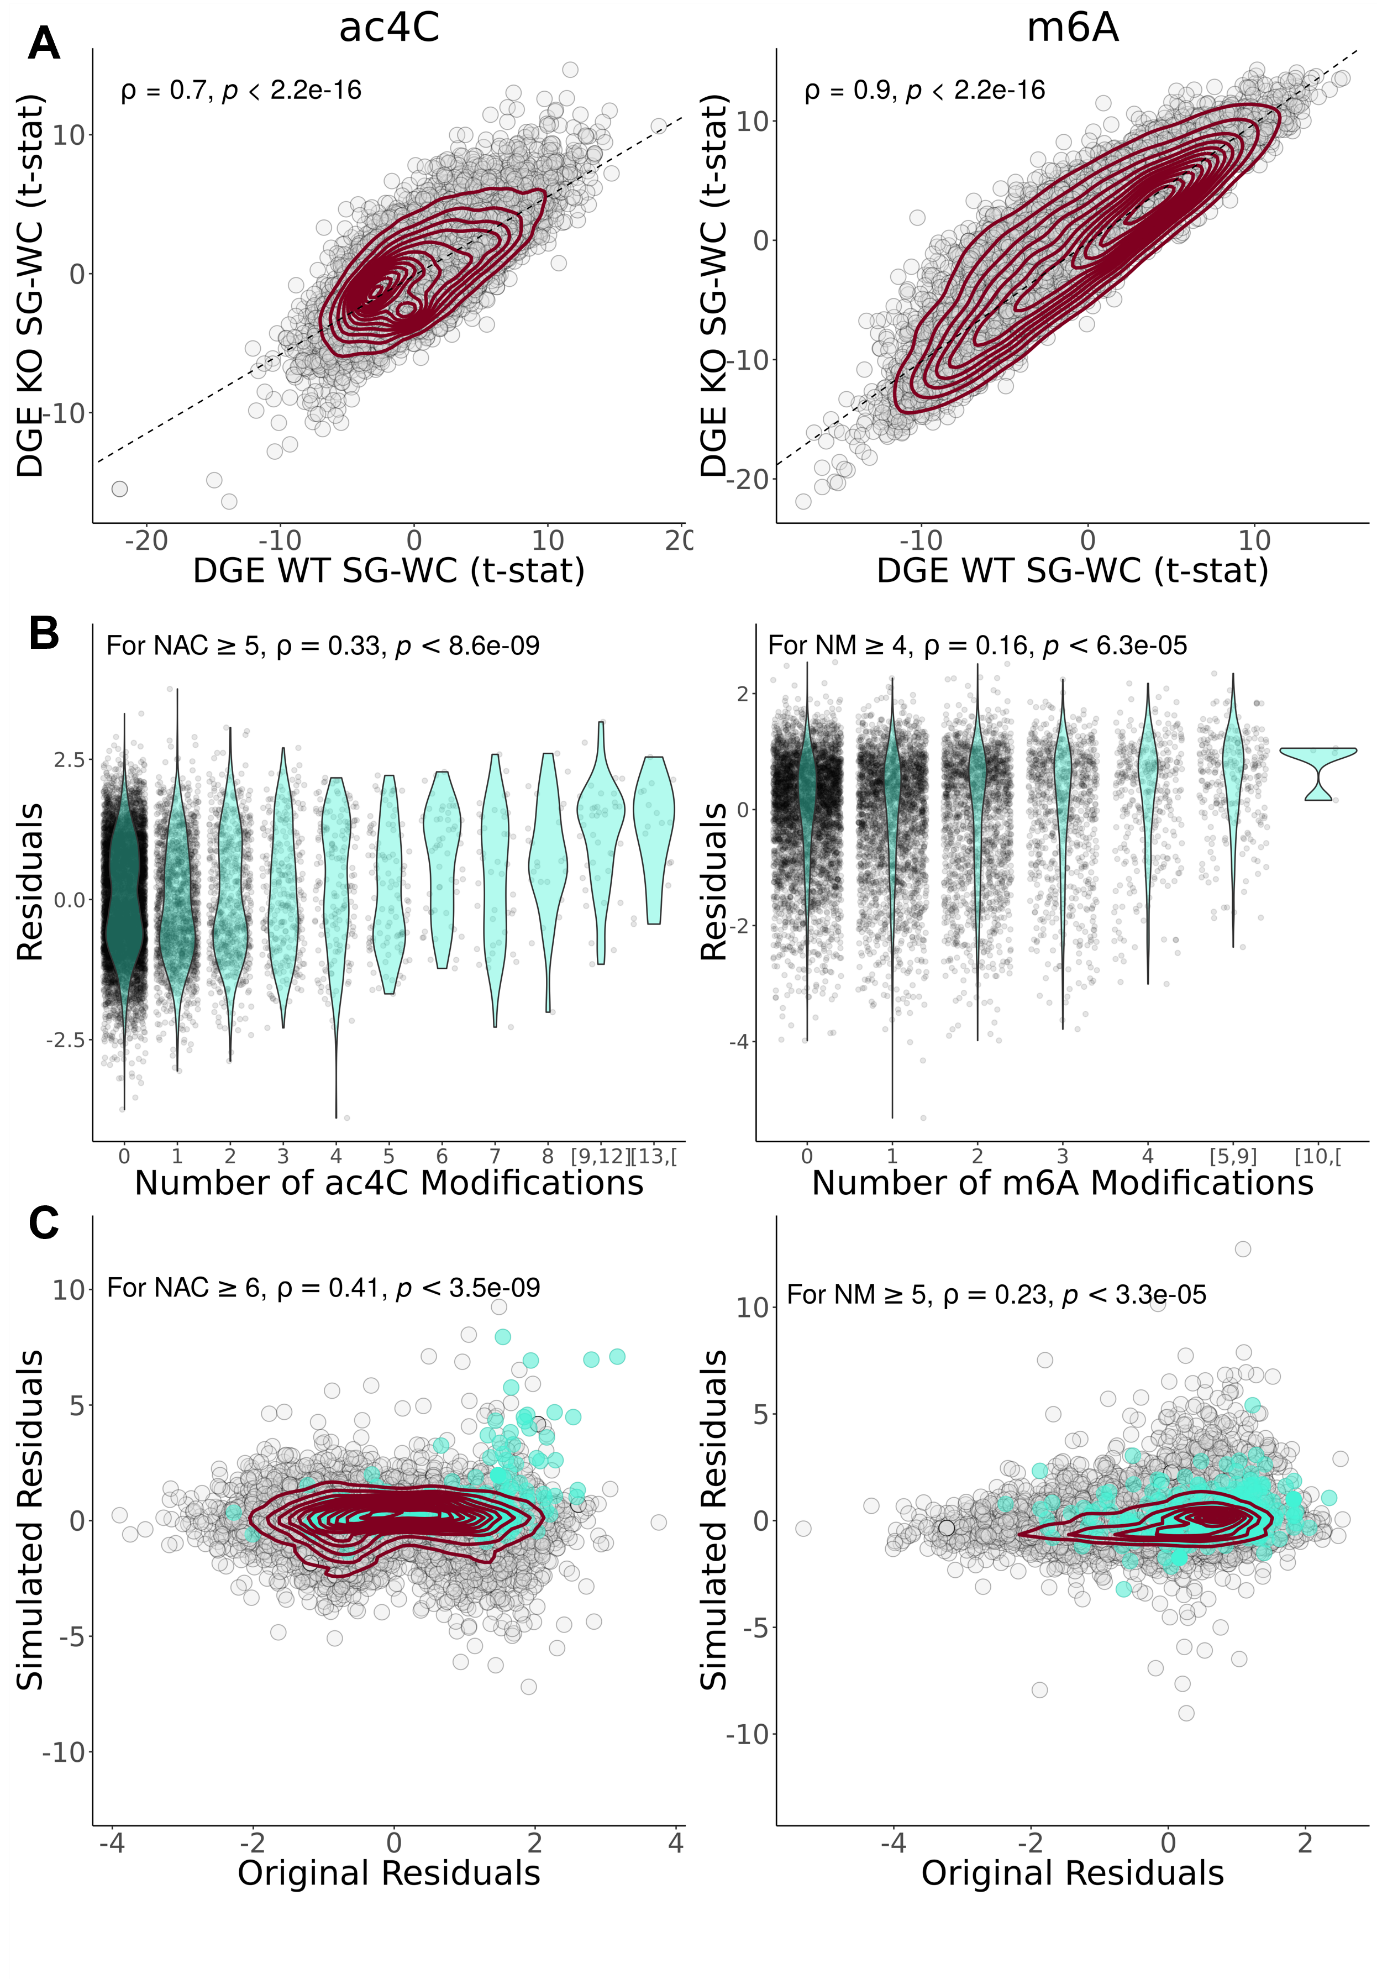 A
ac4C
m6A
ρ = 0.7, p < 2.2e-16
ρ = 0.9, p < 2.2e-16
DGE KO SG-WC (t-stat)
10
0
-10
DGE KO SG-WC (t-stat)
10
0
-10
-20
-20
-10
0
10
20
-10
0
10
DGE WT SG-WC (t-stat)
DGE WT SG-WC (t-stat)
B
For NAC ≥ 5, ρ = 0.33, p < 8.6e-09
For NM ≥ 4, ρ = 0.16, p < 6.3e-05
Residuals
2.5
0.0
-2.5
Residuals
2
0
-2
-4
0
1
2
3
4
5
6
7
8
[9,12]
[13,[
0
1
2
3
4
[5,9]
[10,[
Number of ac4C Modifications
Number of m6A Modifications
C
For NAC ≥ 6, ρ = 0.41, p < 3.5e-09
For NM ≥ 5, ρ = 0.23, p < 3.3e-05
Simulated Residuals
10
5
0
-5
-10
Simulated Residuals
10
5
0
-5
-10
-4
-2
0
2
4
-4
-2
0
2
Original Residuals
Original Residuals